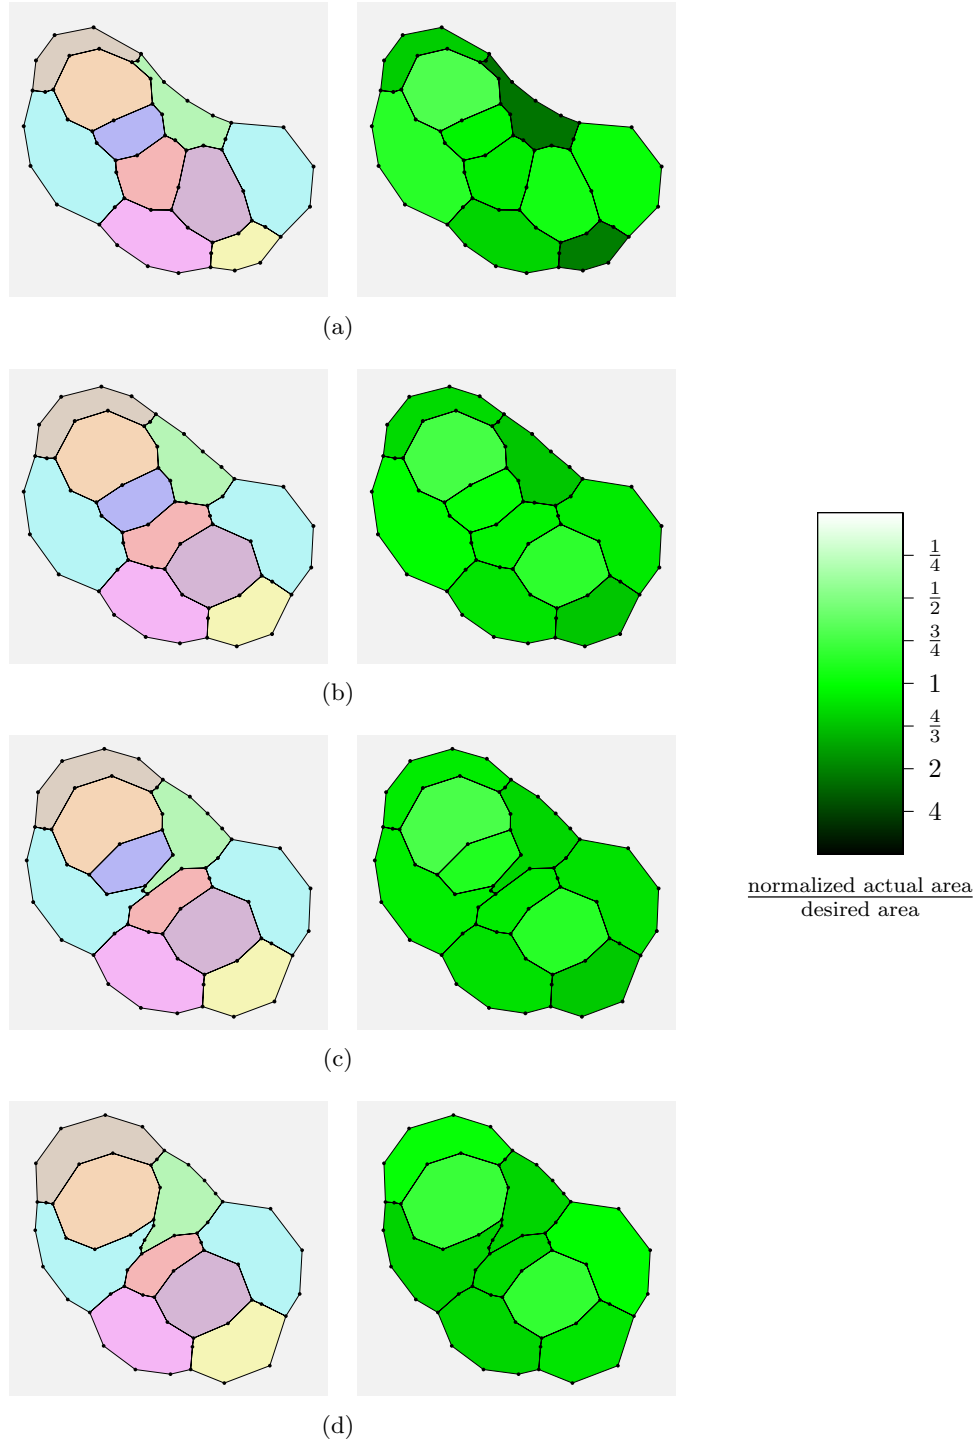 (a)
(b)
1/4
1/2
3/4
1
4/3
2
4
normalized actual area
desired area
(c)
(d)